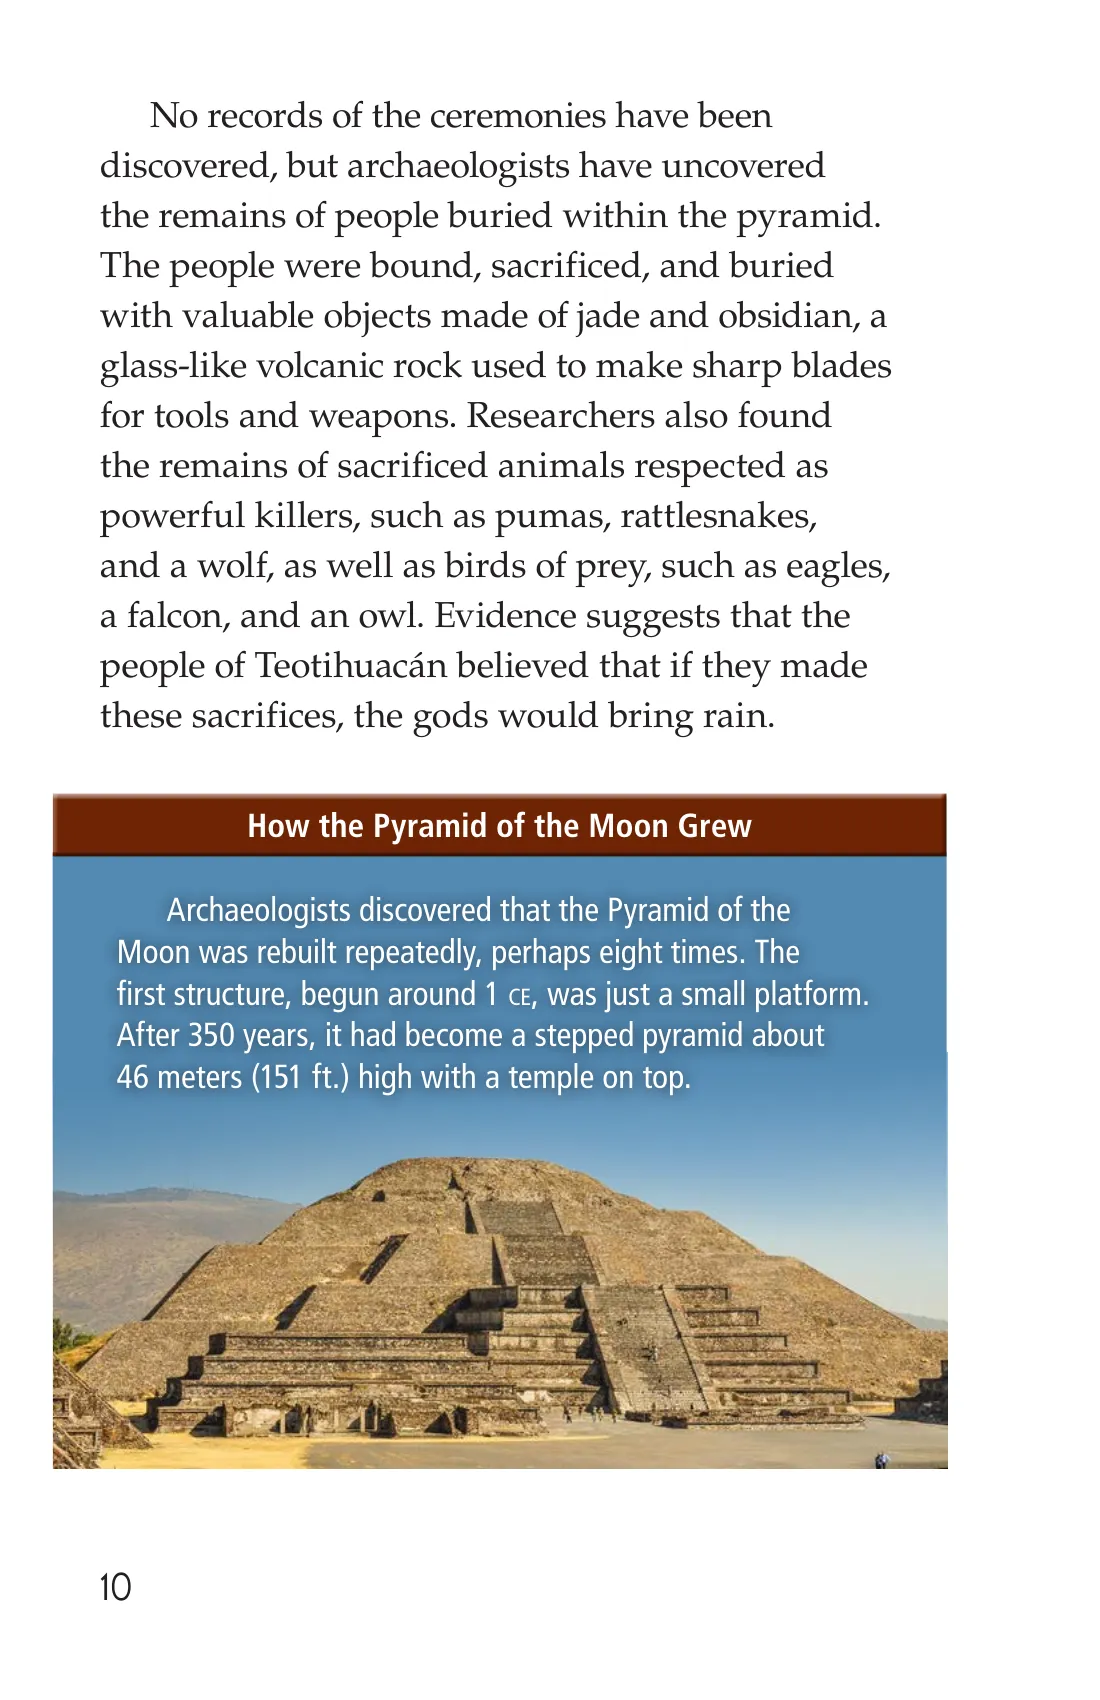 No records of the ceremonies have been
discovered, but archaeologists have uncovered
the remains of people buried within the pyramid.
The people were bound, sacrificed, and buried
with valuable objects made of jade and obsidian, a
glass-like volcanic rock used to make sharp blades
for tools and weapons. Researchers also found
the remains of sacrificed animals respected as
powerful killers, such as pumas, rattlesnakes,
and a wolf, as well as birds of prey, such as eagles,
a falcon, and an owl. Evidence suggests that the
people of Teotihuacán believed that if they made
these sacrifices, the gods would bring rain.
How the Pyramid of the Moon Grew
Archaeologists discovered that the Pyramid of the
Moon was rebuilt repeatedly, perhaps eight times. The
first structure, begun around 1 CE, was just a small platform.
After 350 years, it had become a stepped pyramid about
46 meters (151 ft.) high with a temple on top.
10